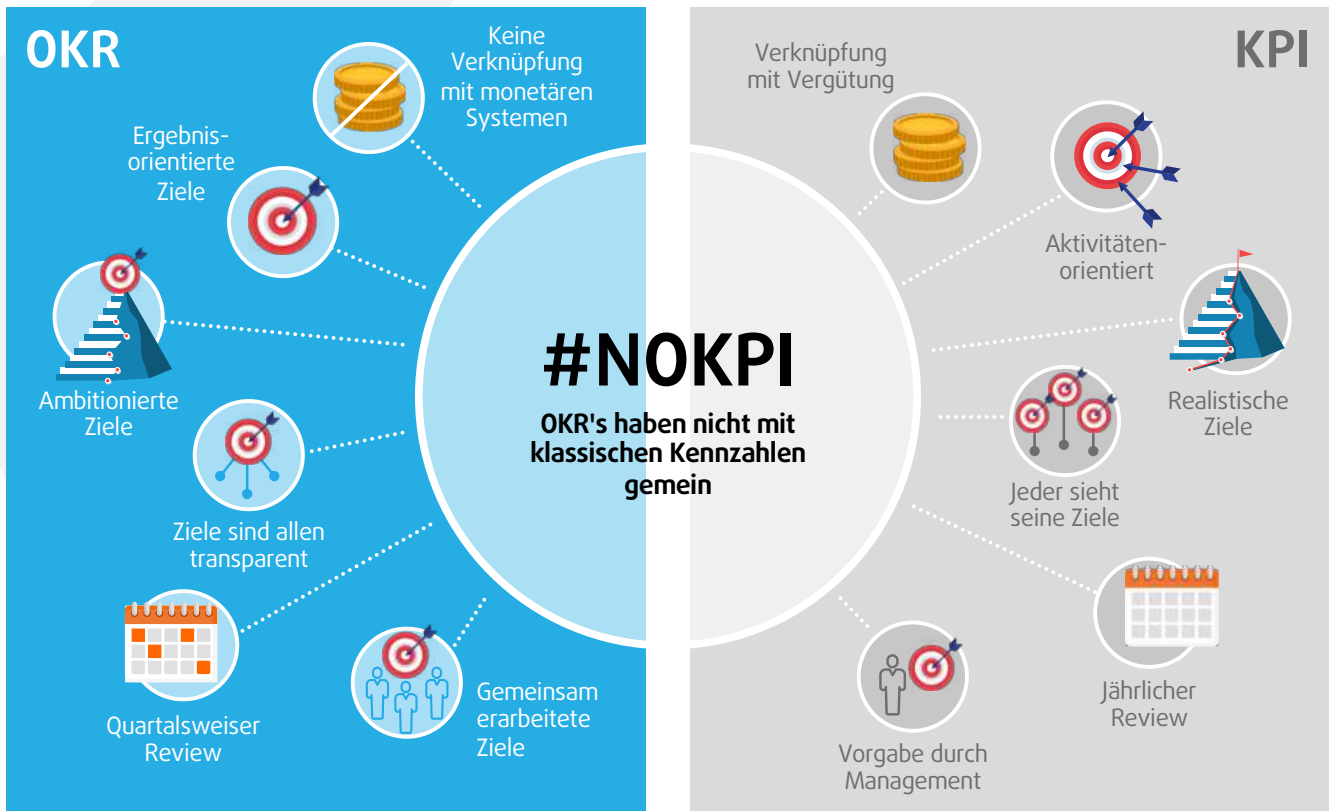 OKR
Keine
Verknüpfung
mit monetären
Systemen
Ergebnis-
orientierte
Ziele
Ambitionierte
Ziele
Ziele sind allen
transparent
Quartalsweiser
Review
Gemeinsam
erarbeitete
Ziele
#NOKPI
OKR's haben nicht mit
klassischen Kennzahlen
gemein
KPI
Verknüpfung
mit Vergütung
Aktivitäten-
orientiert
Realistische
Ziele
Jeder sieht
seine Ziele
Jährlicher
Review
Vorgabe durch
Management